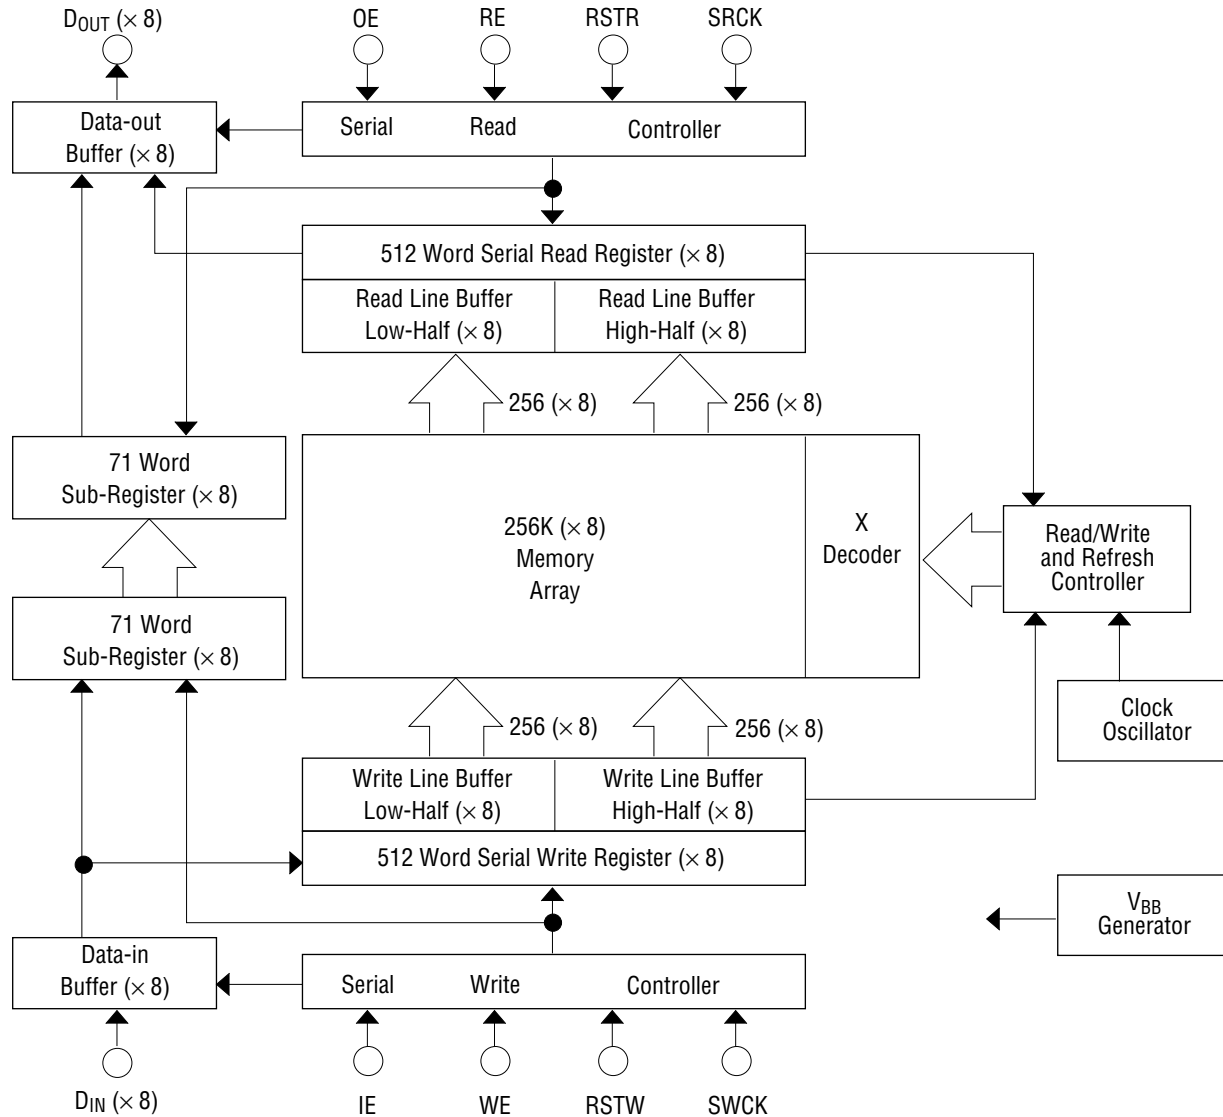 D_OUT (× 8)
OE
RE
RSTR
SRCK
Data-out
Buffer (× 8)
Serial Read Controller
512 Word Serial Read Register (× 8)
Read Line Buffer
Low-Half (× 8)
Read Line Buffer
High-Half (× 8)
256 (× 8)
256 (× 8)
71 Word
Sub-Register (× 8)
256K (× 8)
Memory
Array
X
Decoder
Read/Write
and Refresh
Controller
71 Word
Sub-Register (× 8)
256 (× 8)
256 (× 8)
Clock
Oscillator
Write Line Buffer
Low-Half (× 8)
Write Line Buffer
High-Half (× 8)
512 Word Serial Write Register (× 8)
V_BB
Generator
Data-in
Buffer (× 8)
Serial Write Controller
D_IN (× 8)
IE
WE
RSTW
SWCK